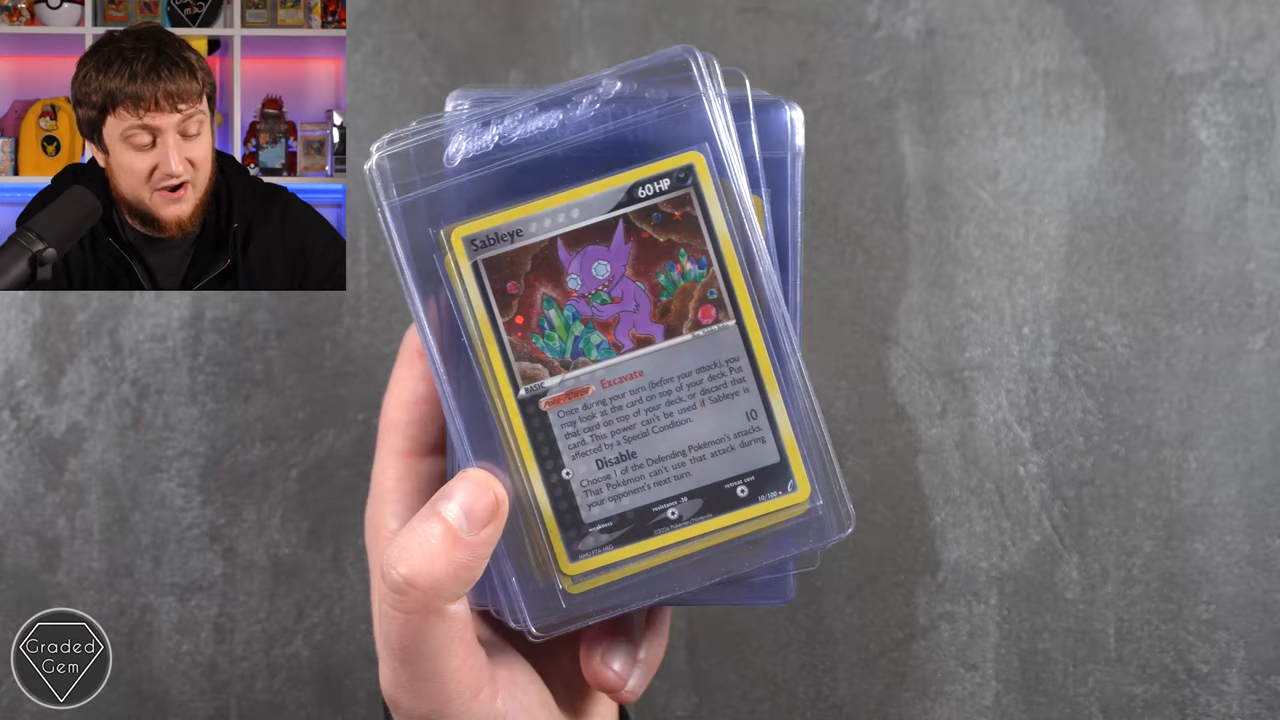 Sableye
60 HP
BASIC
POKé-POWER Excavate
Once during your turn (before your attack), you
may look at the card on top of your deck. Put
that card on top of your deck, or discard that
card. This power can't be used if Sableye is
affected by a Special Condition.
Disable 10
Choose 1 of the Defending Pokémon's attacks.
That Pokémon can't use that attack during
your opponent's next turn.
weakness
resistance -30
retreat cost
©2006 Pokémon/Nintendo
10/100
Graded
Gem